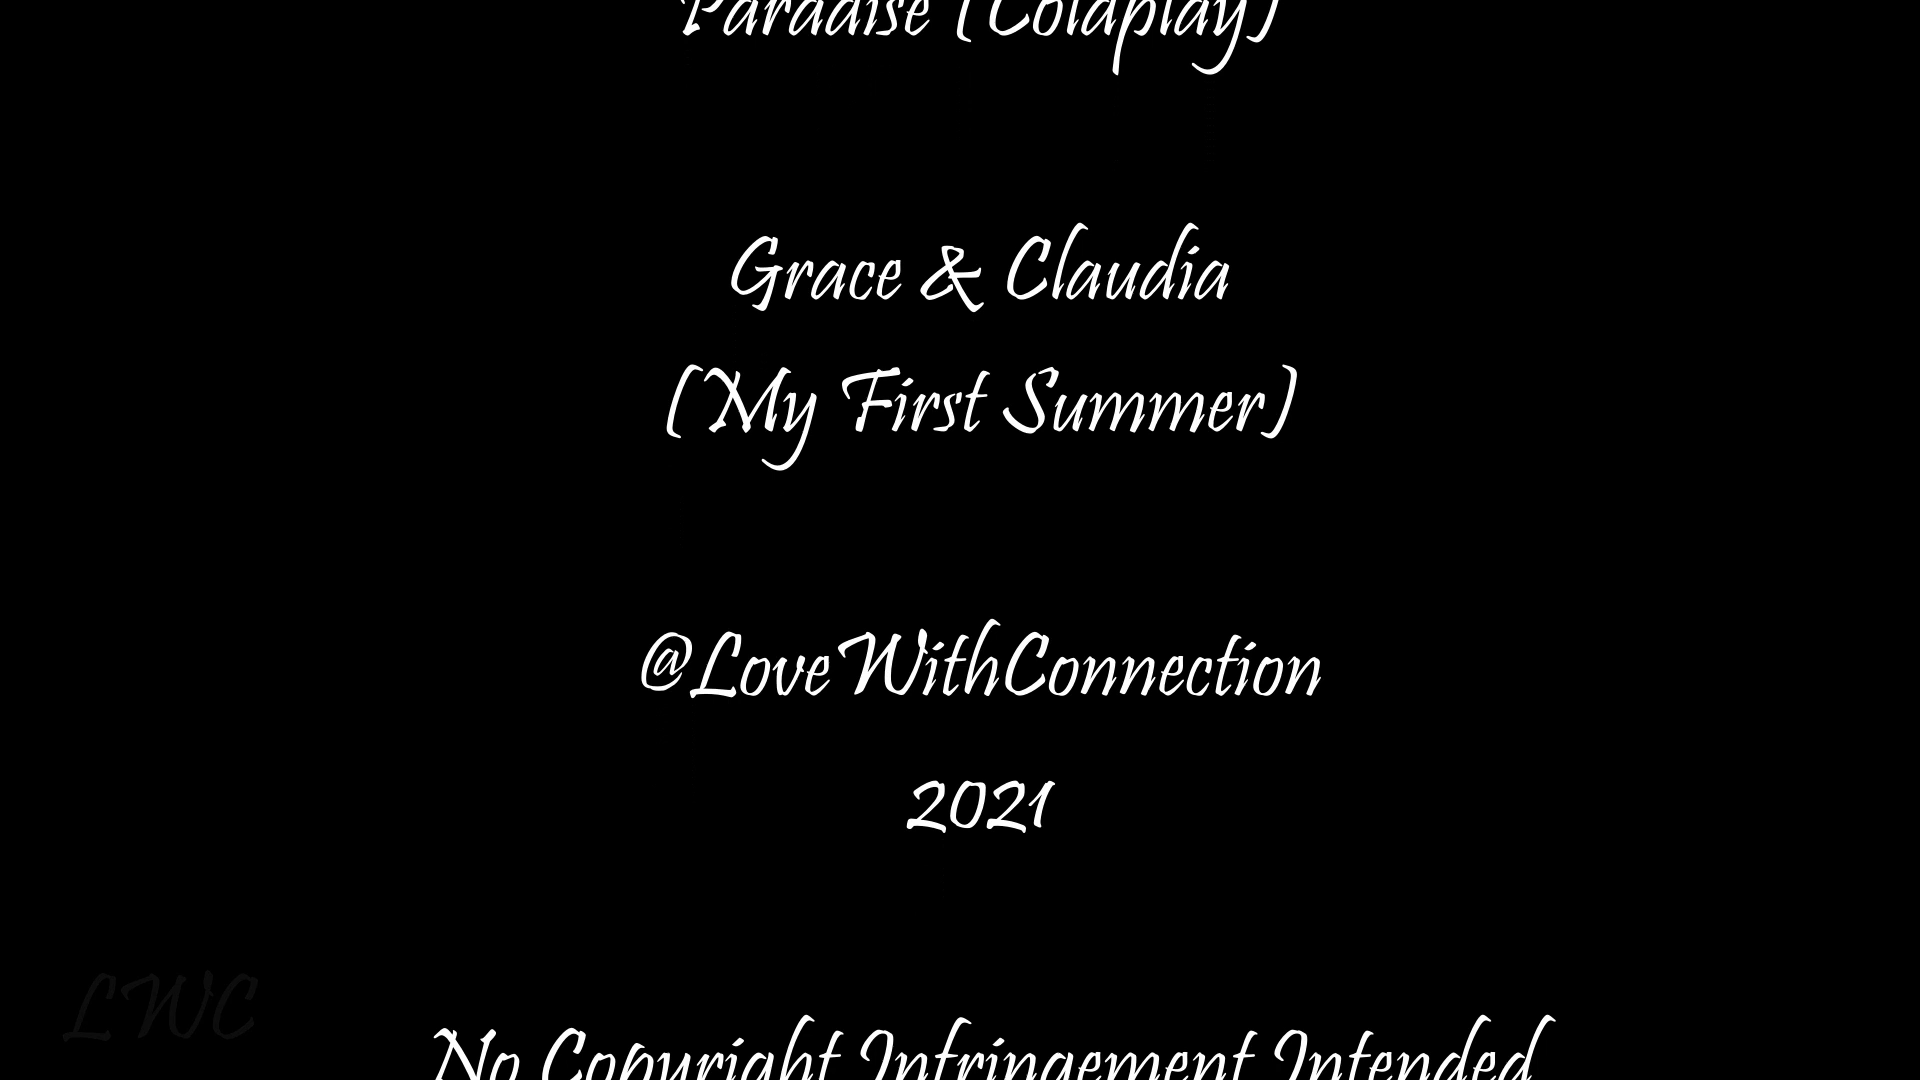 Paradise (Coldplay)
Grace & Claudia
(My First Summer)
@LoveWithConnection
2021
LWC
No Copyright Infringement Intended